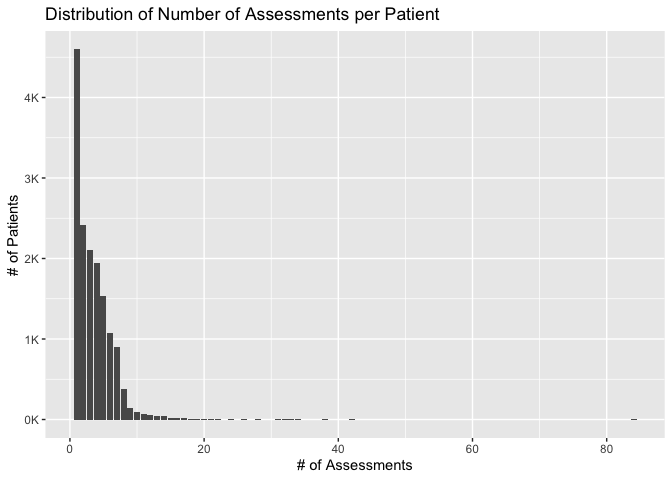 Distribution of Number of Assessments per Patient
# of Patients
4K
3K
2K
1K
0K
0 20 40 60 80
# of Assessments